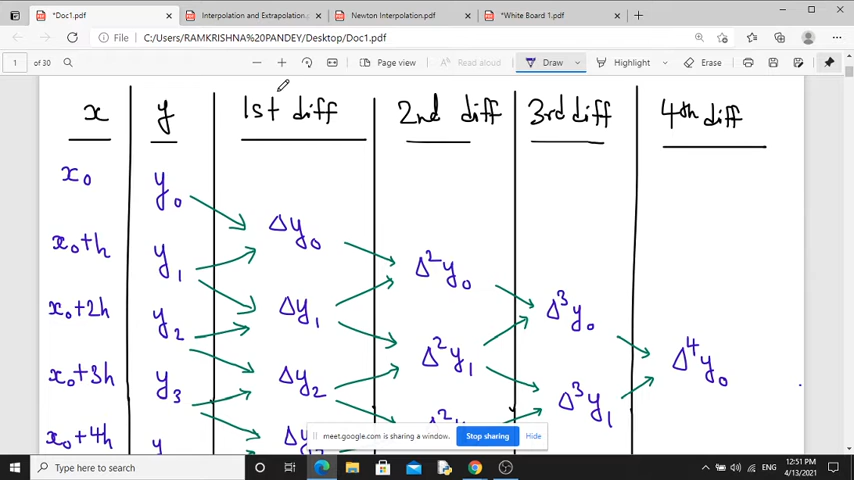 *Doc1.pdf
Interpolation and Extrapolation.pd
Newton Interpolation.pdf
*White Board 1.pdf
C:/Users/RAMKRISHNA%20PANDEY/Desktop/Doc1.pdf
1 of 30
Page view
Read aloud
Draw
Highlight
Erase
x y 1st diff 2nd diff 3rd diff 4th diff
x₀ y₀
Δy₀
x₀+h y₁ Δ²y₀
x₀+2h y₂ Δy₁ Δ³y₀
Δ²y₁ Δ⁴y₀
x₀+3h y₃ Δy₂
Δ³y₁
x₀+4h
meet.google.com is sharing a window.
Stop sharing
Hide
Type here to search
ENG
12:51 PM
4/13/2021